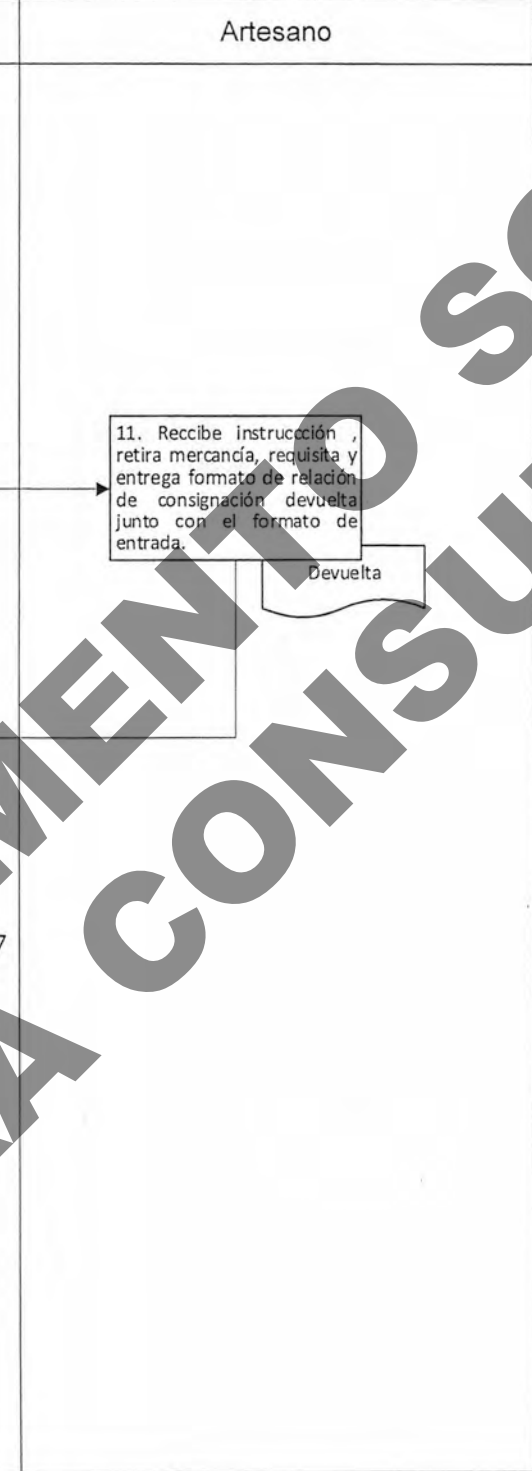 Artesano
11. Reccibe instruccción ,
retira mercancía, requisita y
entrega formato de relación
de consignación devuelta
junto con el formato de
entrada.
Devuelta
7